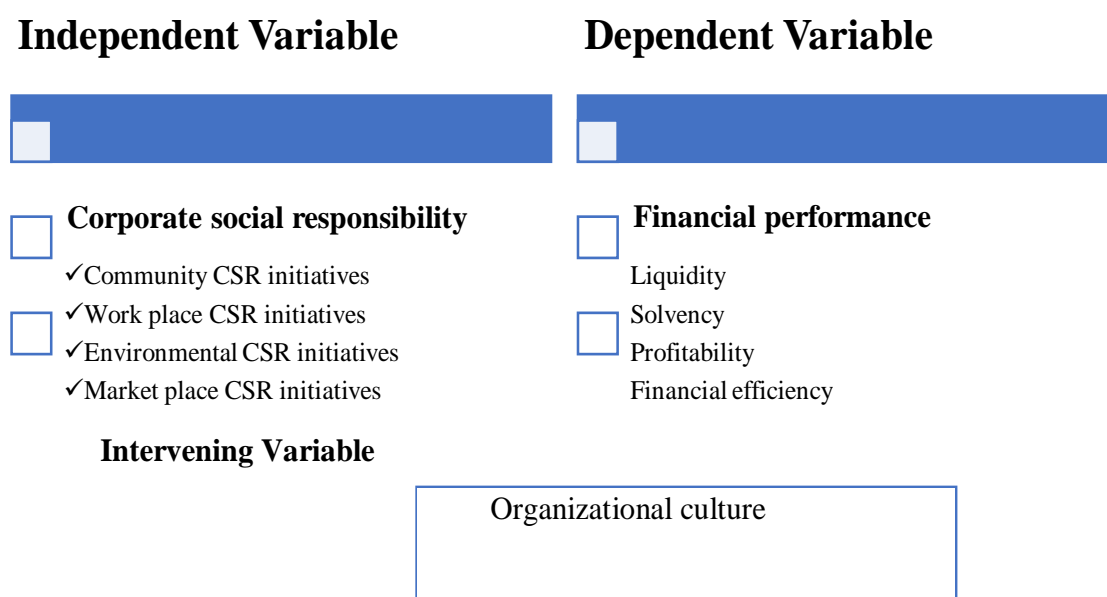 Independent Variable
Dependent Variable
Corporate social responsibility
✓Community CSR initiatives
✓Work place CSR initiatives
✓Environmental CSR initiatives
✓Market place CSR initiatives
Financial performance
Liquidity
Solvency
Profitability
Financial efficiency
Intervening Variable
Organizational culture